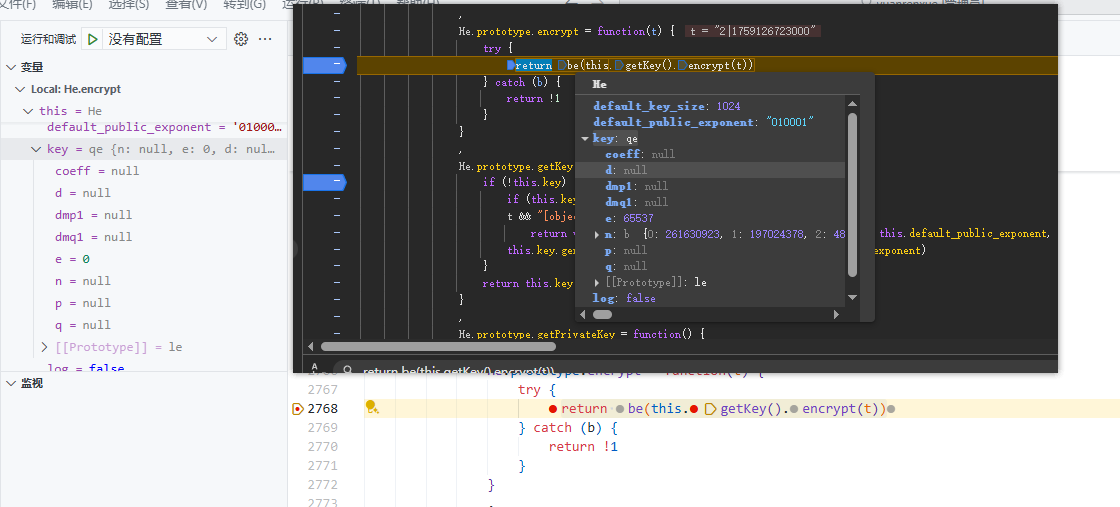 文件(F) 编辑(E) 选择(S) 查看(V) 转到(G)
运行和调试 没有配置 ···
变量
Local: He.encrypt
this = He
default_public_exponent = '01000…
key = qe {n: null, e: 0, d: nul…
coeff = null
d = null
dmp1 = null
dmq1 = null
e = 0
n = null
p = null
q = null
[[Prototype]] = le
log = false
监视
,
He.prototype.encrypt = function(t) { t = "2|1759126723000"
try {
return be(this.getKey().encrypt(t))
} catch (b) {
return !1
}
}
,
He.prototype.getKey
if (!this.key)
if (this.key
t && "[objec
return
this.default_public_exponent,
this.key.gen
exponent)
}
return this.key
}
,
He.prototype.getPrivateKey = function() {
He
default_key_size: 1024
default_public_exponent: "010001"
key: qe
coeff: null
d: null
dmp1: null
dmq1: null
e: 65537
n: b {0: 261630923, 1: 197024378, 2: 48
p: null
q: null
[[Prototype]]: le
log: false
return be(this.getKey().encrypt(t))
He.prototype.encrypt = function(t) {
2767 try {
2768 return be(this.getKey().encrypt(t))
2769 } catch (b) {
2770 return !1
2771 }
2772 }
2773 ,